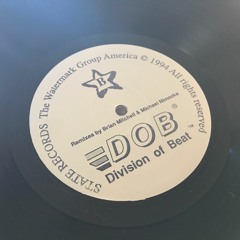 STATE RECORDS The Watermark Group America © 1994 All rights reserved
B
Remixes by Brian Mitchell & Michael
DOB
Division of Beat